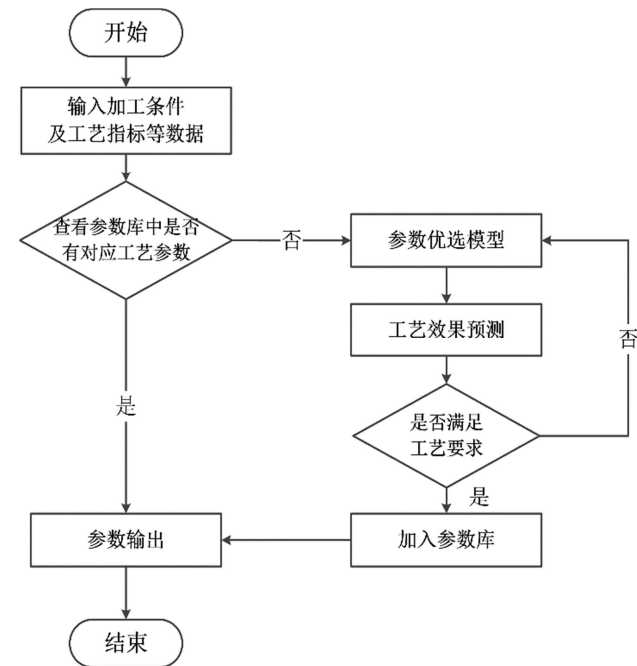 开始
输入加工条件
及工艺指标等数据
查看参数库中是否
有对应工艺参数
否
参数优选模型
工艺效果预测
否
是
是否满足
工艺要求
是
参数输出
加入参数库
结束